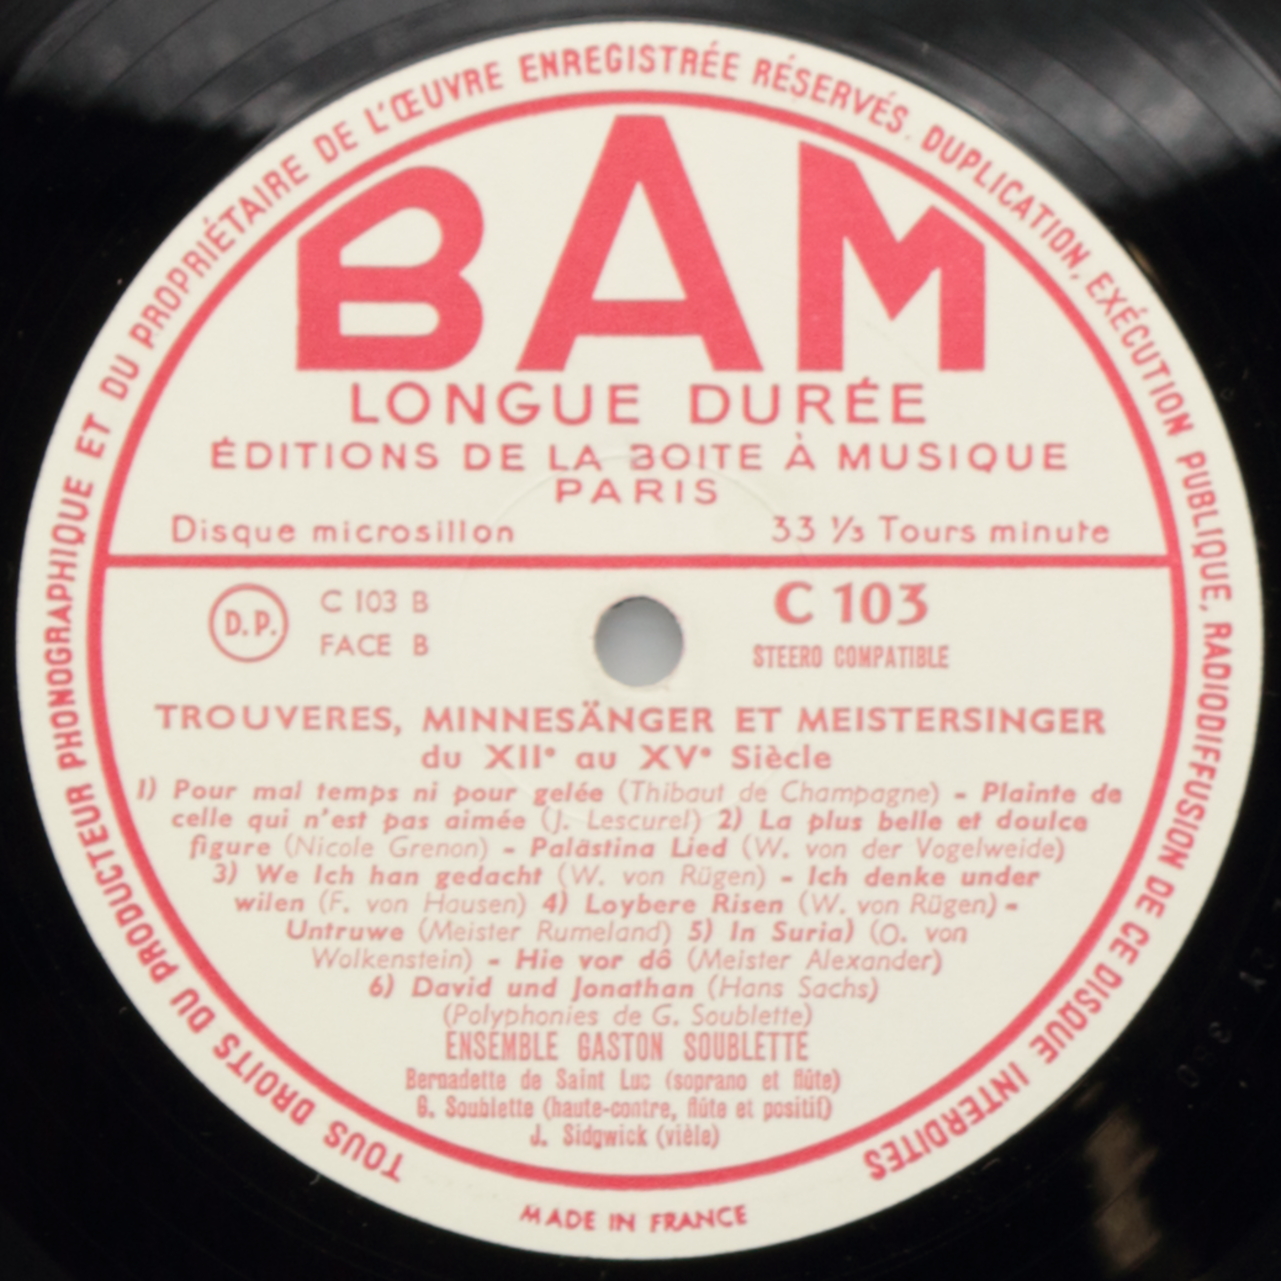 TOUS DROITS DU PRODUCTEUR PHONOGRAPHIQUE ET DU PROPRIÉTAIRE DE L'ŒUVRE ENREGISTRÉE RÉSERVÉS. DUPLICATION, EXÉCUTION PUBLIQUE, RADIODIFFUSION DE CE DISQUE INTERDITES
BAM
LONGUE DURÉE
ÉDITIONS DE LA BOITE À MUSIQUE
PARIS
Disque microsillon 33 ⅓ Tours minute
D.P. C 103 B C 103
FACE B STEERO COMPATIBLE
TROUVERES, MINNESÄNGER ET MEISTERSINGER
du XII° au XV° Siècle
1) Pour mal temps ni pour gelée (Thibaut de Champagne) - Plainte de
celle qui n'est pas aimée (J. Lescurel) 2) La plus belle et doulce
figure (Nicole Grenon) - Palästina Lied (W. von der Vogelweide)
3) We Ich han gedacht (W. von Rügen) - Ich denke under
wilen (F. von Hausen) 4) Loybere Risen (W. von Rügen) -
Untruwe (Meister Rumeland) 5) In Suria) (O. von
Wolkenstein) - Hie vor dô (Meister Alexander)
6) David und Jonathan (Hans Sachs)
(Polyphonies de G. Soublette)
ENSEMBLE GASTON SOUBLETTE
Bernadette de Saint Luc (soprano et flûte)
G. Soublette (haute-contre, flûte et positif)
J. Sidgwick (vièle)
MADE IN FRANCE